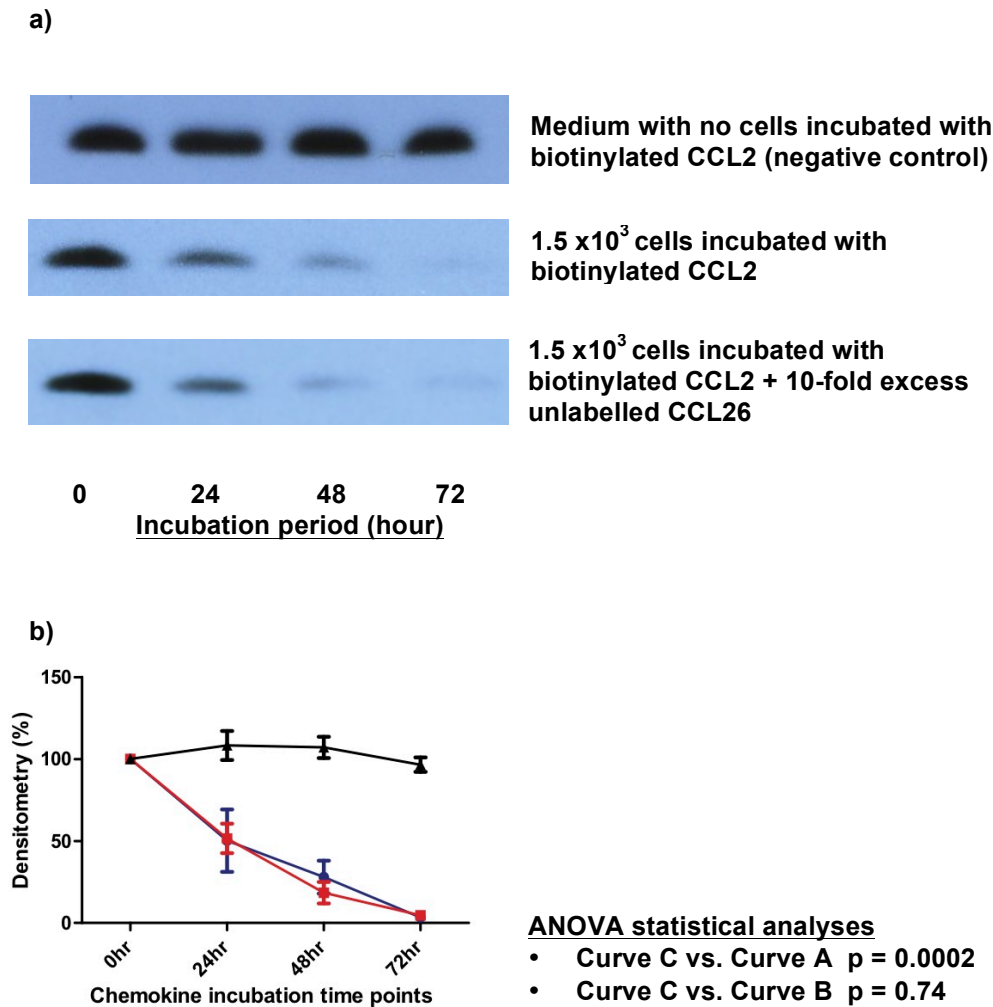 a)
Medium with no cells incubated with
biotinylated CCL2 (negative control)
1.5 x10³ cells incubated with
biotinylated CCL2
1.5 x10³ cells incubated with
biotinylated CCL2 + 10-fold excess
unlabelled CCL26
0 24 48 72
Incubation period (hour)
b)
150
100
50
0
Densitometry (%)
0hr 24hr 48hr 72hr
Chemokine incubation time points
ANOVA statistical analyses
• Curve C vs. Curve A p = 0.0002
• Curve C vs. Curve B p = 0.74